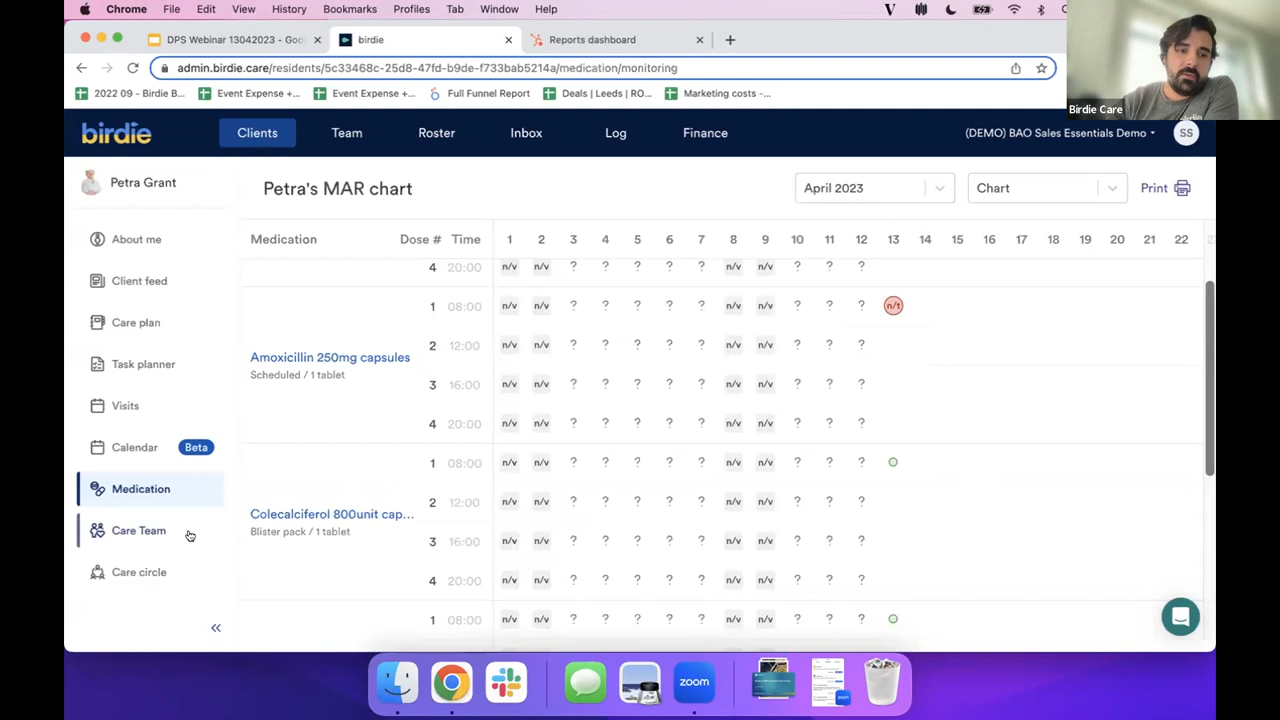 Chrome File Edit View History Bookmarks Profiles Tab Window Help
DPS Webinar 13042023 - Goo birdie Reports dashboard
admin.birdie.care/residents/5c33468c-25d8-47fd-b9de-f733bab5214a/medication/monitoring
2022 09 - Birdie B... Event Expense +... Event Expense +... Full Funnel Report Deals | Leeds | RO... Marketing costs -...
Birdie Care
birdie Clients Team Roster Inbox Log Finance (DEMO) BAO Sales Essentials Demo SS
Petra Grant
About me
Client feed
Care plan
Task planner
Visits
Calendar Beta
Medication
Care Team
Care circle
«
Petra's MAR chart April 2023 Chart Print
Medication Dose # Time 1 2 3 4 5 6 7 8 9 10 11 12 13 14 15 16 17 18 19 20 21 22
4 20:00 n/v n/v ? ? ? ? ? n/v n/v ? ? ?
1 08:00 n/v n/v ? ? ? ? ? n/v n/v ? ? ? n/t
2 12:00 n/v n/v ? ? ? ? ? n/v n/v ? ? ?
Amoxicillin 250mg capsules
Scheduled / 1 tablet
3 16:00 n/v n/v ? ? ? ? ? n/v n/v ? ? ?
4 20:00 n/v n/v ? ? ? ? ? n/v n/v ? ? ?
1 08:00 n/v n/v ? ? ? ? ? n/v n/v ? ? ?
2 12:00 n/v n/v ? ? ? ? ? n/v n/v ? ? ?
Colecalciferol 800unit cap...
Blister pack / 1 tablet
3 16:00 n/v n/v ? ? ? ? ? n/v n/v ? ? ?
4 20:00 n/v n/v ? ? ? ? ? n/v n/v ? ? ?
1 08:00 n/v n/v ? ? ? ? ? n/v n/v ? ? ?
zoom